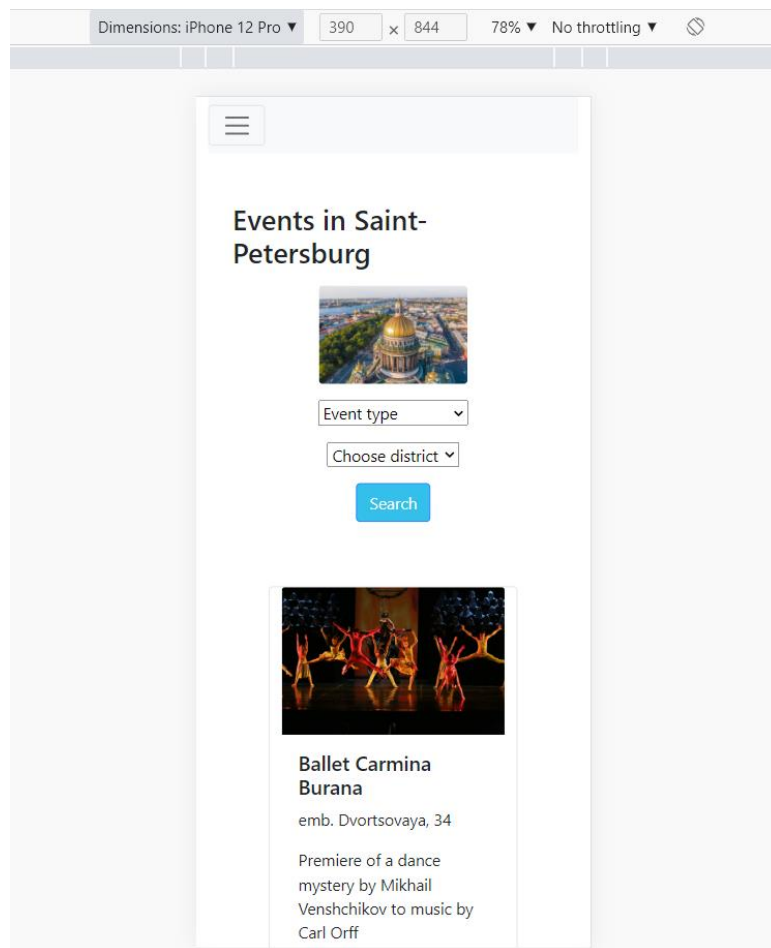 Dimensions: iPhone 12 Pro ▼ 390 × 844 78% ▼ No throttling ▼
Events in Saint-
Petersburg
Event type
Choose district
Search
Ballet Carmina
Burana
emb. Dvortsovaya, 34
Premiere of a dance
mystery by Mikhail
Venshchikov to music by
Carl Orff